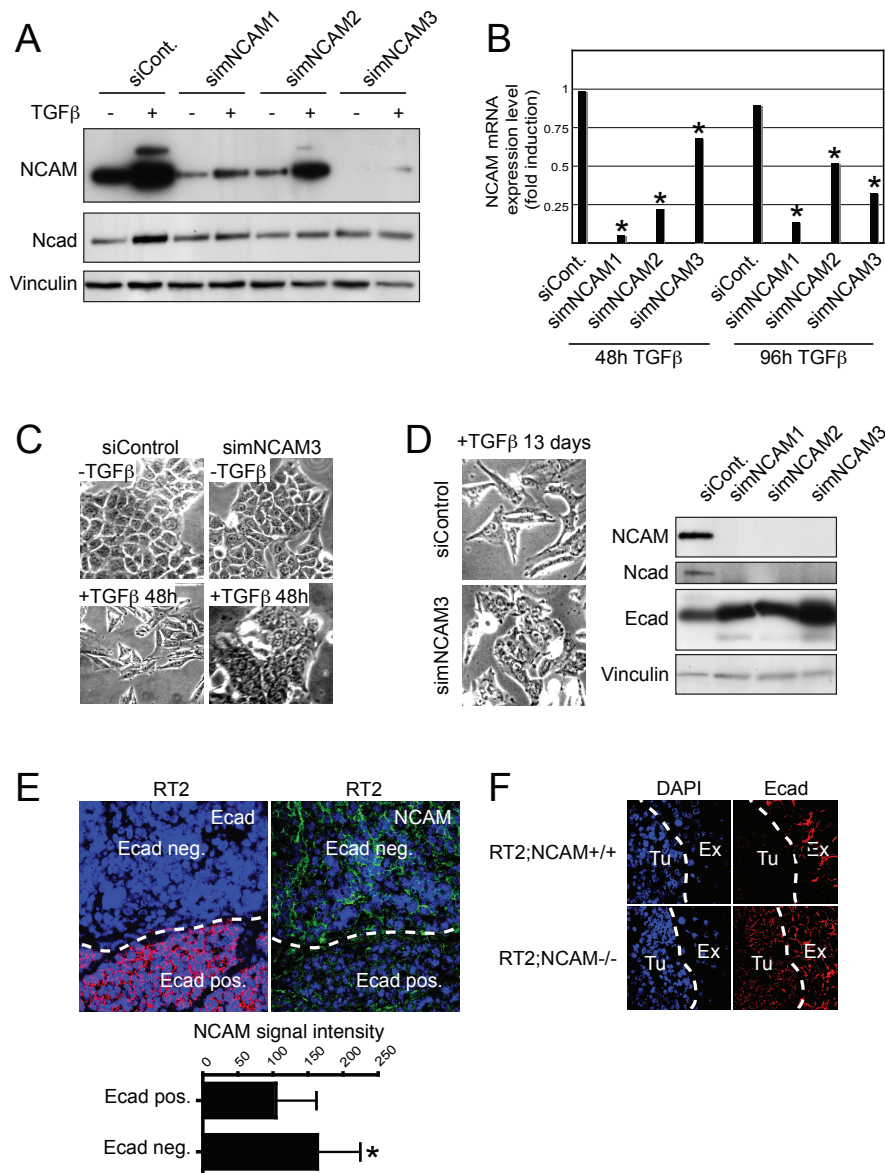 A
siCont.
simNCAM1
simNCAM2
simNCAM3
TGFβ - + - + - + - +
NCAM
Ncad
Vinculin
B
NCAM mRNA
expression level
(fold induction)
1
0.75
0.5
0.25
* * * * * *
siCont.
simNCAM1
simNCAM2
simNCAM3
siCont.
simNCAM1
simNCAM2
simNCAM3
48h TGFβ
96h TGFβ
C
siControl simNCAM3
-TGFβ -TGFβ
+TGFβ 48h +TGFβ 48h
D
+TGFβ 13 days
siControl
simNCAM3
siCont.
simNCAM1
simNCAM2
simNCAM3
NCAM
Ncad
Ecad
Vinculin
E
RT2 RT2
Ecad NCAM
Ecad neg. Ecad neg.
Ecad pos. Ecad pos.
NCAM signal intensity
0 50 100 150 200 250
Ecad pos.
Ecad neg. *
F
DAPI Ecad
RT2;NCAM+/+ Tu Ex Tu Ex
RT2;NCAM-/- Tu Ex Tu Ex